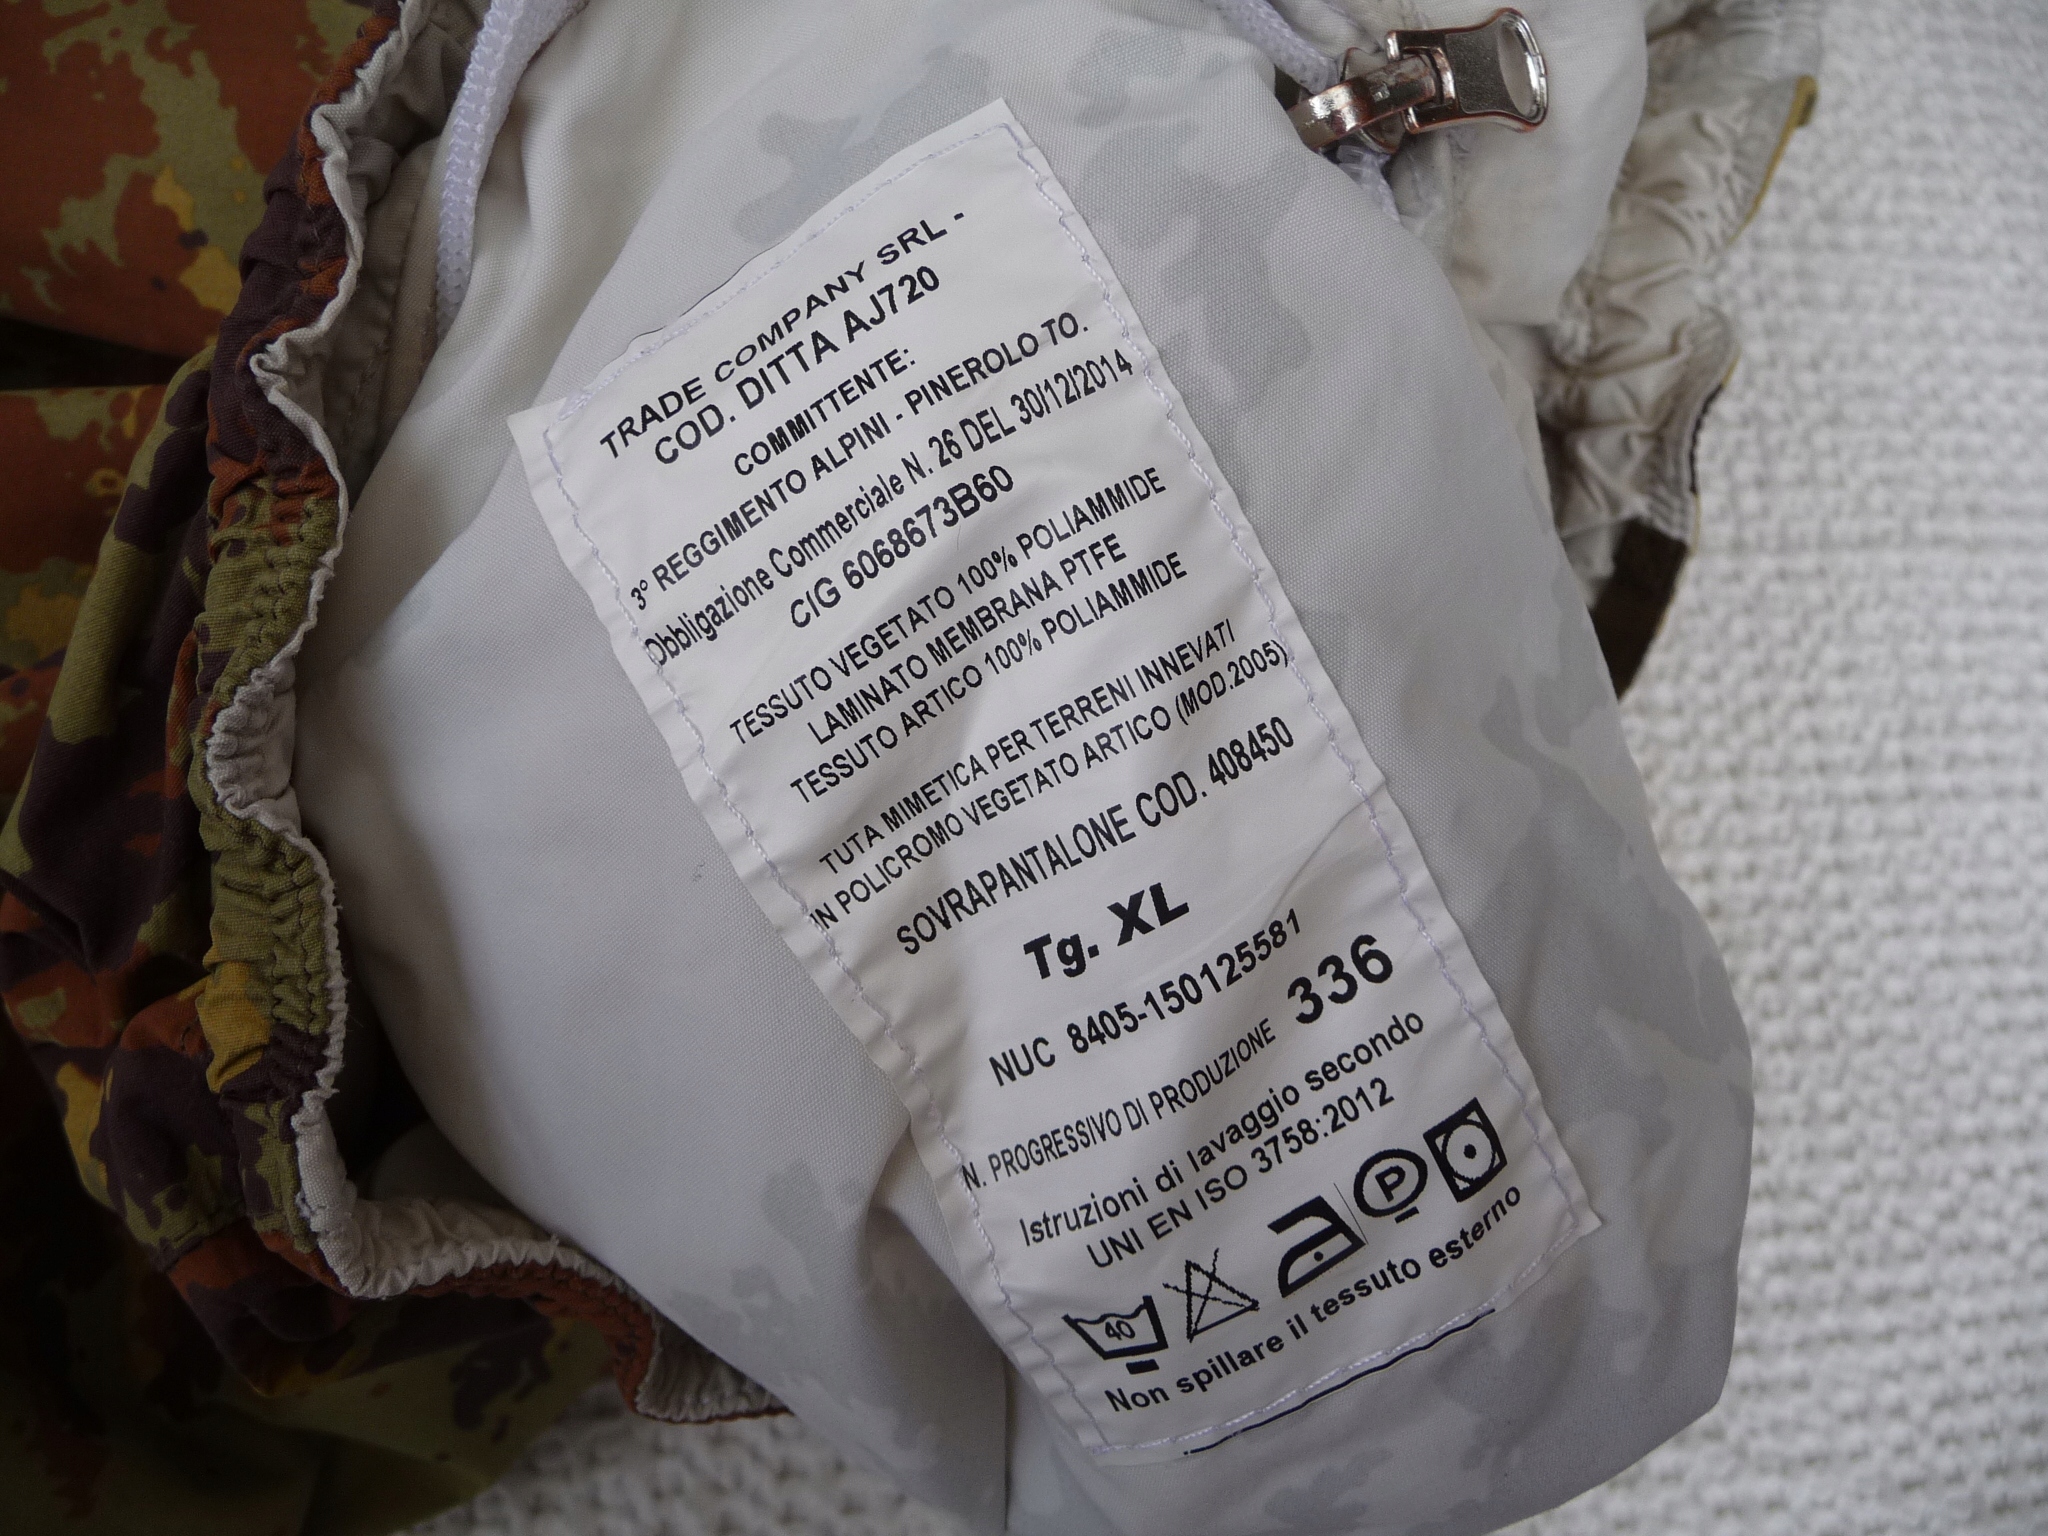 TRADE COMPANY SRL -
COD. DITTA AJ720
COMMITTENTE:
3° REGGIMENTO ALPINI - PINEROLO TO.
Obbligazione Commerciale N. 26 DEL 30/12/2014
CIG 6068673B60
TESSUTO VEGETATO 100% POLIAMMIDE
LAMINATO MEMBRANA PTFE
TESSUTO ARTICO 100% POLIAMMIDE
TUTA MIMETICA PER TERRENI INNEVATI
IN POLICROMO VEGETATO ARTICO (MOD.2005)
SOVRAPANTALONE COD. 408450
Tg. XL
NUC 8405-150125581
N. PROGRESSIVO DI PRODUZIONE 336
Istruzioni di lavaggio secondo
UNI EN ISO 3758:2012
40 P
Non spillare il tessuto esterno